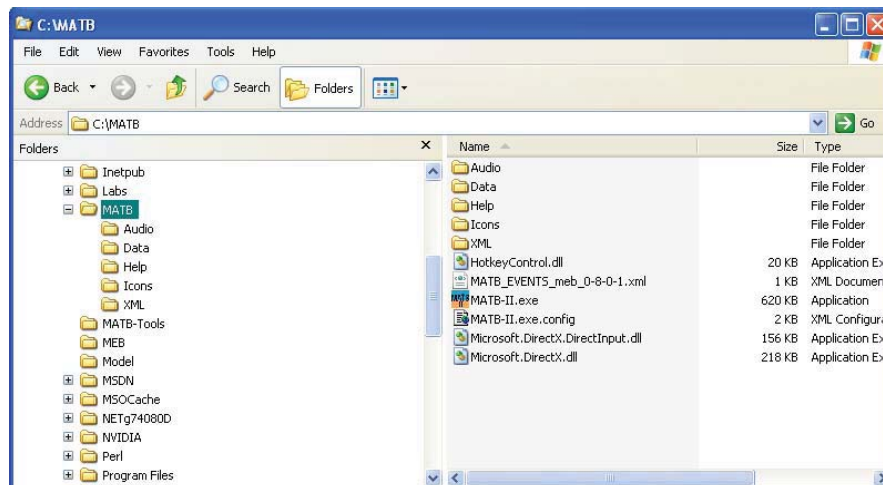 C:\MATB
File Edit View Favorites Tools Help
Back Search Folders
Address C:\MATB Go
Folders
Inetpub
Labs
MATB
Audio
Data
Help
Icons
XML
MATB-Tools
MEB
Model
MSDN
MSOCache
NETg74080D
NVIDIA
Perl
Program Files
Name Size Type
Audio File Folder
Data File Folder
Help File Folder
Icons File Folder
XML File Folder
HotkeyControl.dll 20 KB Application Ex
MATB_EVENTS_meb_0-8-0-1.xml 1 KB XML Documen
MATB-II.exe 620 KB Application
MATB-II.exe.config 2 KB XML Configura
Microsoft.DirectX.DirectInput.dll 156 KB Application Ex
Microsoft.DirectX.dll 218 KB Application Ex